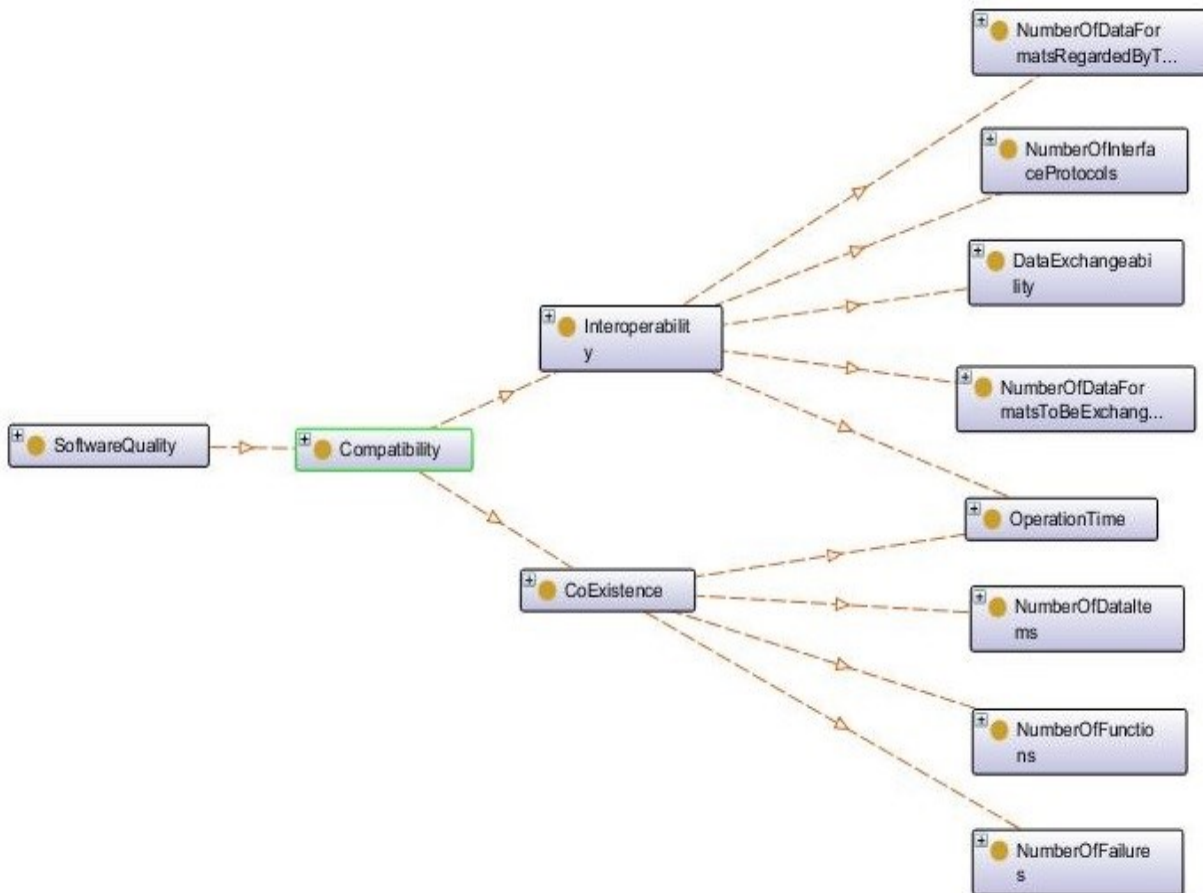 NumberOfDataFor
matsRegardedByT...
NumberOfInterfa
ceProtocols
DataExchangeabi
lity
Interoperabilit
y
NumberOfDataFor
matsToBeExchang...
SoftwareQuality
Compatibility
OperationTime
CoExistence
NumberOfDataIte
ms
NumberOfFunctio
ns
NumberOfFailure
s